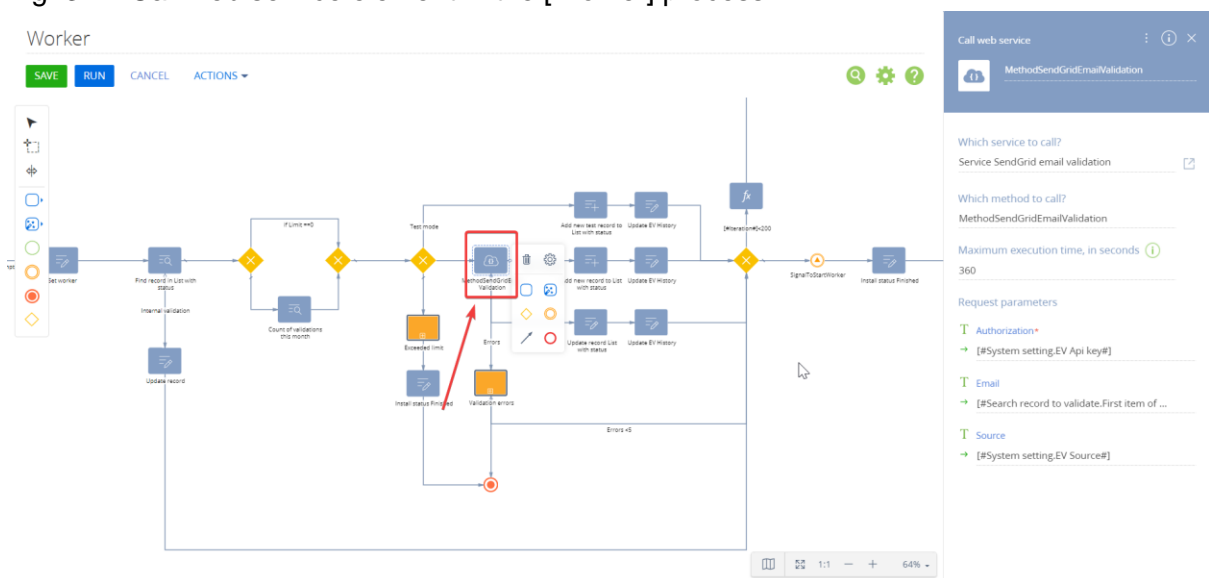 Worker
SAVE
RUN
CANCEL
ACTIONS
Set worker
Find record in List with
status
Internal validation
Update record
If Limit ==0
Count of validations
this month
Test mode
Exceeded limit
Install status Finished
MethodSendGridE
Validation
Errors
Validation errors
Add new test record to
List with status
Update EV History
dd new record to List
with status
Update EV History
Update record List
with status
Update EV History
Errors <5
[#Iteration#]<200
SignalToStartWorker
Install status Finished
1:1
64%
Call web service
MethodSendGridEmailValidation
Which service to call?
Service SendGrid email validation
Which method to call?
MethodSendGridEmailValidation
Maximum execution time, in seconds
360
Request parameters
T Authorization*
[#System setting.EV Api key#]
T Email
[#Search record to validate.First item of ...
T Source
[#System setting.EV Source#]